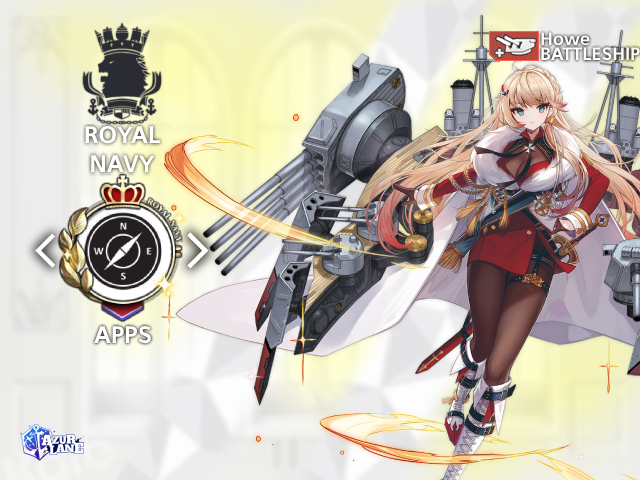 Howe
BATTLESHIP
ROYAL
NAVY
ROYAL NAVY
N
W E
S
APPS
AZUR
LANE